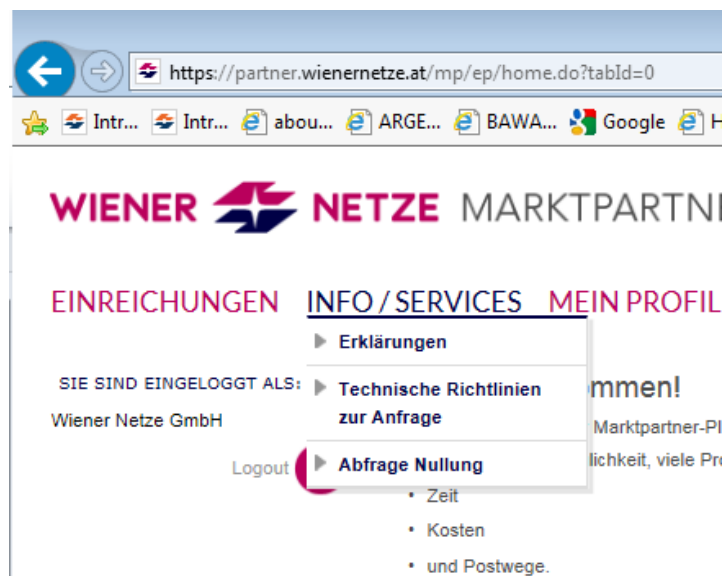 https://partner.wienernetze.at/mp/ep/home.do?tabId=0
Intr... Intr... abou... ARGE... BAWA... Google H
WIENER NETZE MARKTPARTNE
EINREICHUNGEN INFO / SERVICES MEIN PROFIL
Erklärungen
SIE SIND EINGELOGGT ALS:
Wiener Netze GmbH
Technische Richtlinien
zur Anfrage
mmen!
Marktpartner-Pl
Logout
Abfrage Nullung
lichkeit, viele Pro
• Zeit
• Kosten
• und Postwege.